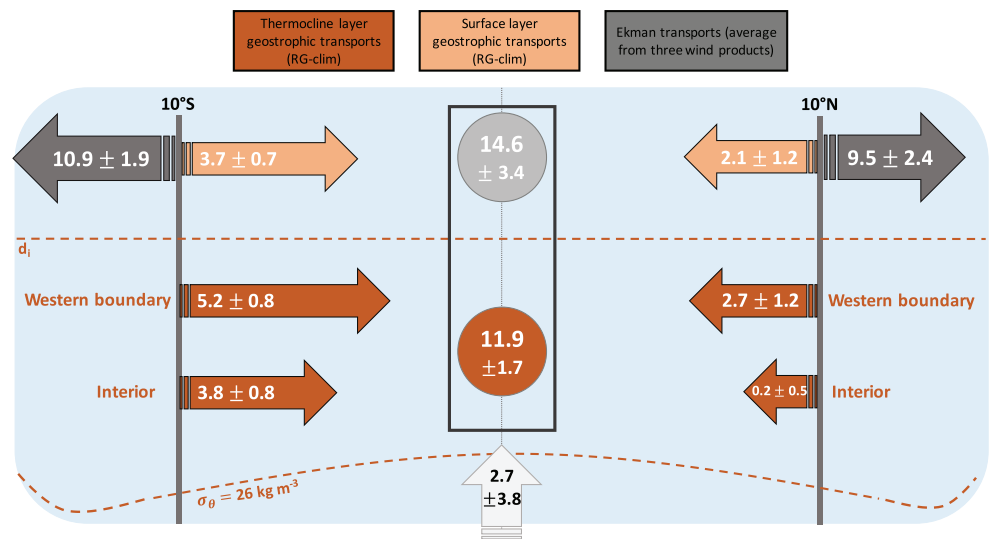 Thermocline layer
geostrophic transports
(RG-clim)
Surface layer
geostrophic transports
(RG-clim)
Ekman transports (average
from three wind products)
10°S
10°N
10.9 ± 1.9
3.7 ± 0.7
14.6
± 3.4
2.1 ± 1.2
9.5 ± 2.4
di
Western boundary
5.2 ± 0.8
2.7 ± 1.2
Western boundary
11.9
±1.7
Interior
3.8 ± 0.8
0.2 ± 0.5
Interior
2.7
±3.8
σθ = 26 kg m-3